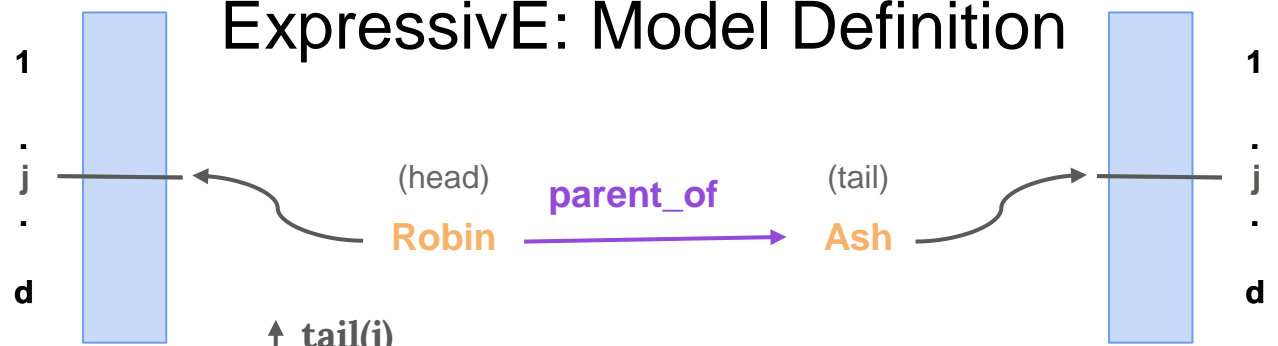 ExpressivE: Model Definition
1
.
j
.
d
(head)
parent_of
(tail)
Robin
Ash
1
.
j
.
d
tail(j)